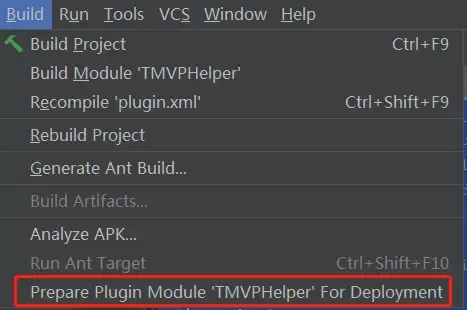 Build Run Tools VCS Window Help
Build Project Ctrl+F9
Build Module 'TMVPHelper'
Recompile 'plugin.xml' Ctrl+Shift+F9
Rebuild Project
Generate Ant Build...
Build Artifacts...
Analyze APK...
Run Ant Target Ctrl+Shift+F10
Prepare Plugin Module 'TMVPHelper' For Deployment